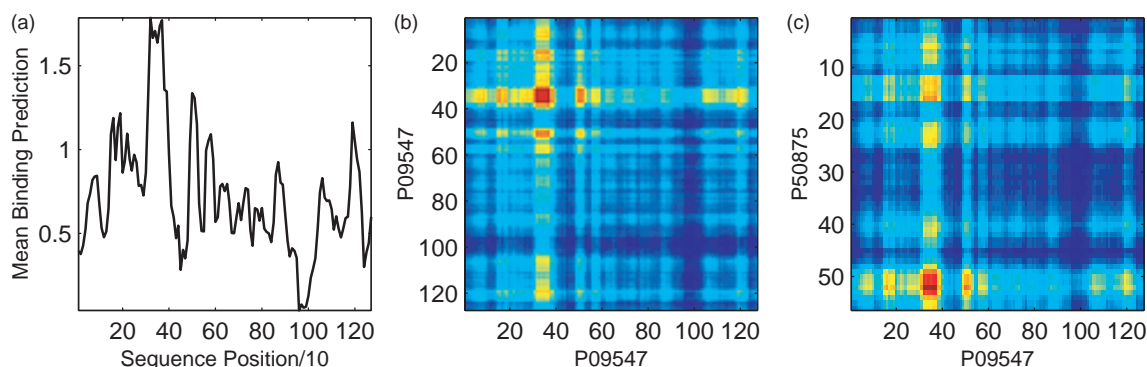 (a)
1.5
1
0.5
Mean Binding Prediction
20 40 60 80 100 120
Sequence Position/10
(b)
20
40
60
80
100
120
P09547
20 40 60 80 100 120
P09547
(c)
10
20
30
40
50
P50875
20 40 60 80 100 120
P09547